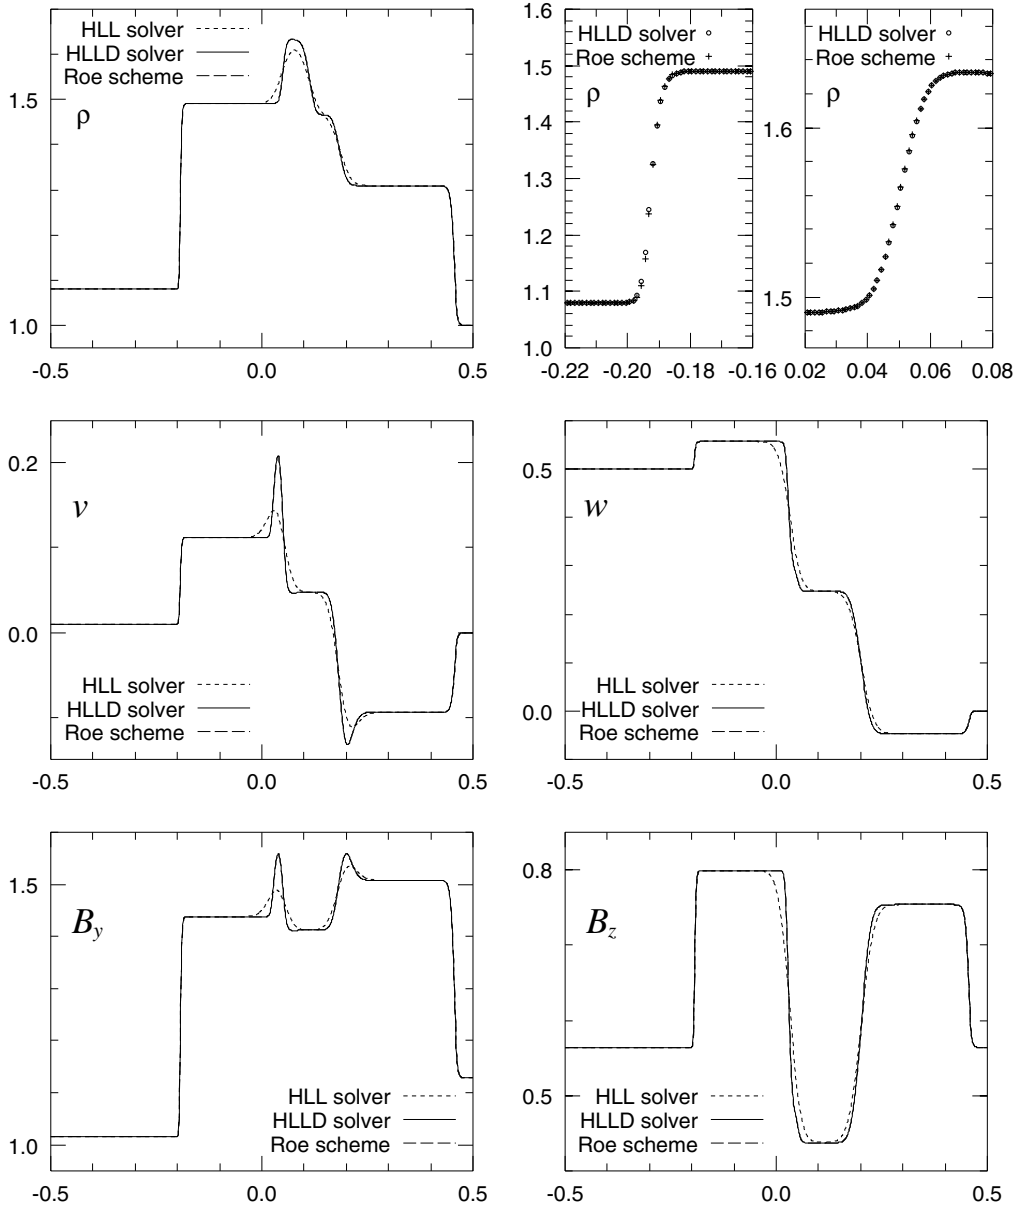 HLL solver
HLLD solver
Roe scheme
ρ
1.5
1.0
-0.5 0.0 0.5
HLLD solver
Roe scheme
ρ
1.6
1.5
1.4
1.3
1.2
1.1
1.0
-0.22 -0.20 -0.18 -0.16
HLLD solver
Roe scheme
ρ
1.6
1.5
0.02 0.04 0.06 0.08
0.2
v
0.0
HLL solver
HLLD solver
Roe scheme
-0.5 0.0 0.5
0.5
w
0.0
HLL solver
HLLD solver
Roe scheme
-0.5 0.0 0.5
1.5
By
1.0
HLL solver
HLLD solver
Roe scheme
-0.5 0.0 0.5
0.8
Bz
0.5
HLL solver
HLLD solver
Roe scheme
-0.5 0.0 0.5